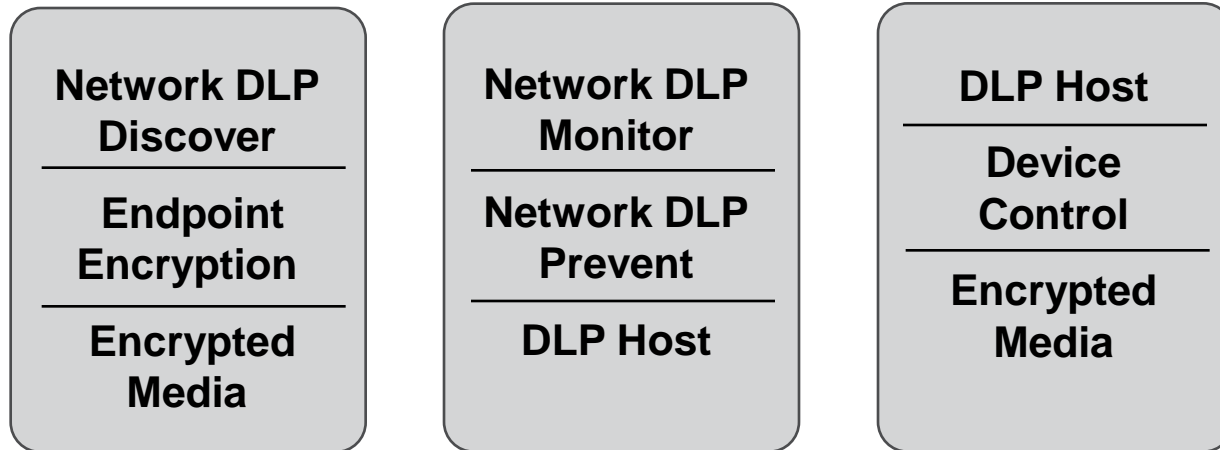 Network DLP
Discover
Endpoint
Encryption
Encrypted
Media
Network DLP
Monitor
Network DLP
Prevent
DLP Host
DLP Host
Device
Control
Encrypted
Media